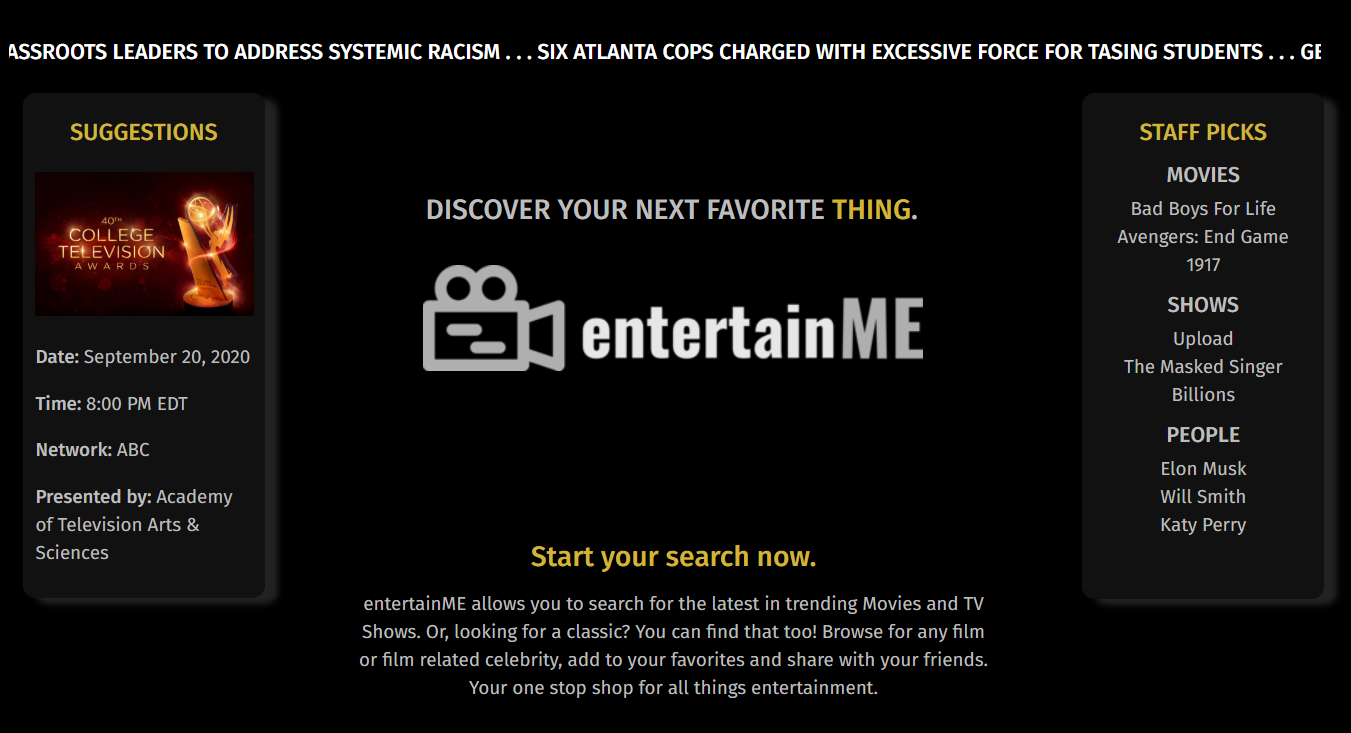 ASSROOTS LEADERS TO ADDRESS SYSTEMIC RACISM . . . SIX ATLANTA COPS CHARGED WITH EXCESSIVE FORCE FOR TASING STUDENTS . . . GE
SUGGESTIONS
40TH
COLLEGE
TELEVISION
AWARDS
Date: September 20, 2020
Time: 8:00 PM EDT
Network: ABC
Presented by: Academy
of Television Arts &
Sciences
DISCOVER YOUR NEXT FAVORITE THING.
entertainME
Start your search now.
entertainME allows you to search for the latest in trending Movies and TV
Shows. Or, looking for a classic? You can find that too! Browse for any film
or film related celebrity, add to your favorites and share with your friends.
Your one stop shop for all things entertainment.
STAFF PICKS
MOVIES
Bad Boys For Life
Avengers: End Game
1917
SHOWS
Upload
The Masked Singer
Billions
PEOPLE
Elon Musk
Will Smith
Katy Perry